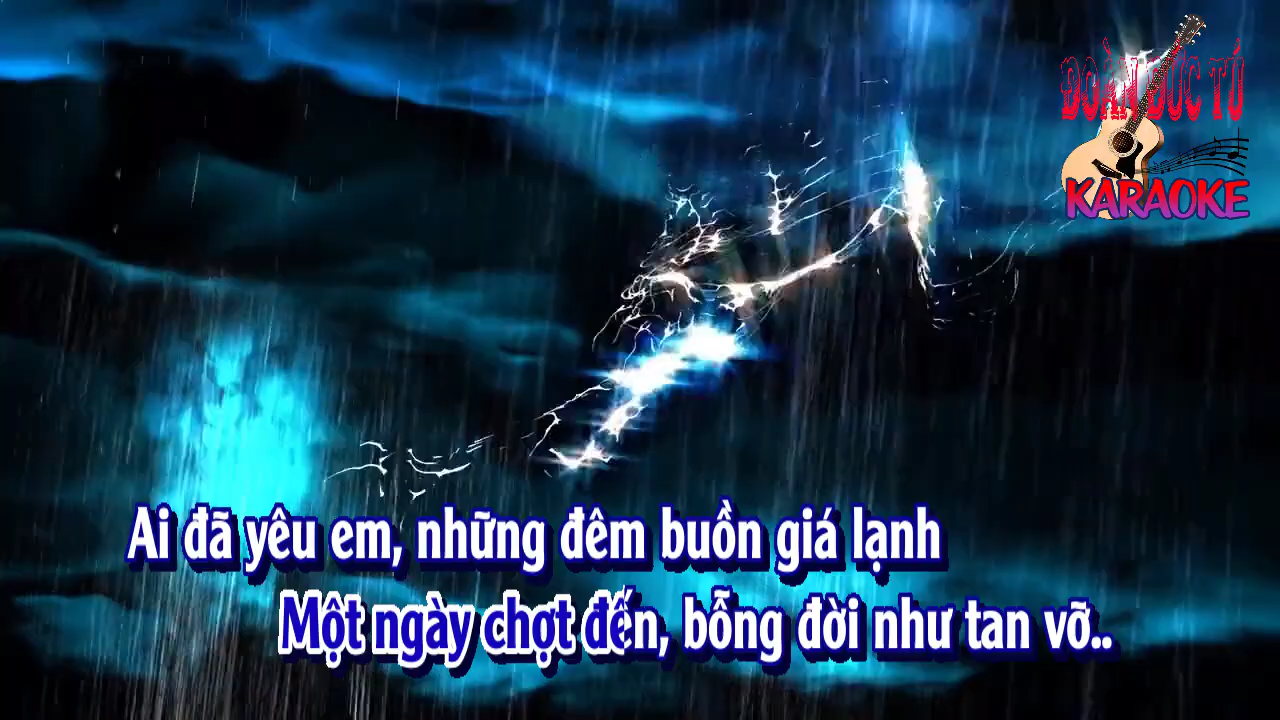 ĐOÀN ĐỨC TÚ
KARAOKE
Ai đã yêu em, những đêm buồn giá lạnh
Một ngày chợt đến, bỗng đời như tan vỡ..